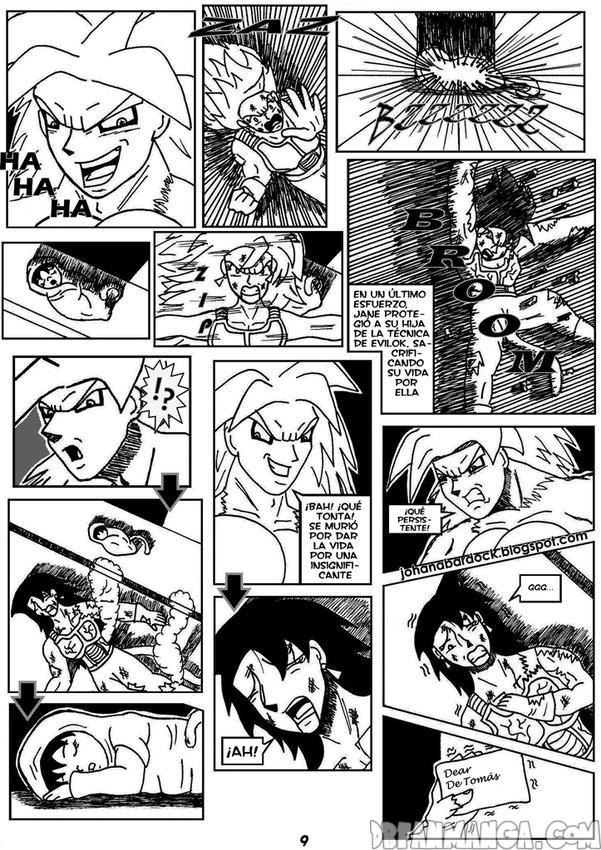 HA
HA
HA
ZAZ
BZZZZZZ
ZIP
BROOM
EN UN ÚLTIMO
ESFUERZO,
JANE PROTE-
GIÓ A SU HIJA
DE LA TÉCNICA
DE EVILOK, SA-
CRIFI-
CANDO
SU VIDA
POR
ELLA
!?
¡BAH! ¡QUÉ
TONTA!,
SE MURIÓ
POR DAR
LA VIDA
POR UNA
INSIGNIFI-
CANTE
¡QUÉ
PERSIS-
TENTE!
johanabardock.blogspot.com
¡AH!
GGG...
Dear
De Tomás
9
DBFANMANGA.COM